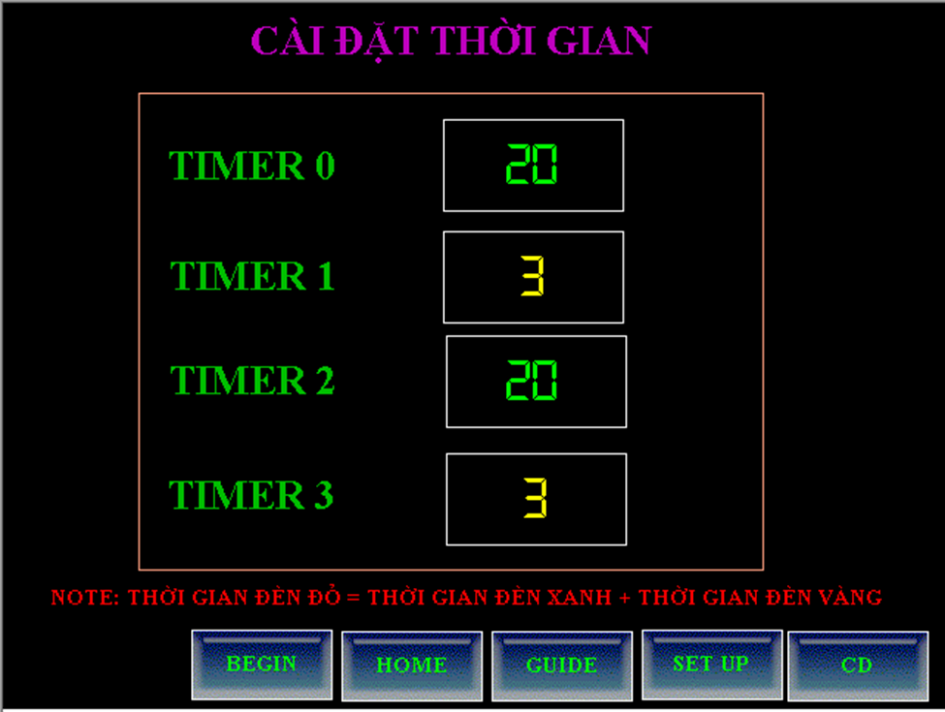 CÀI ĐẶT THỜI GIAN
TIMER 0 20
TIMER 1 3
TIMER 2 20
TIMER 3 3
NOTE: THỜI GIAN ĐÈN ĐỎ = THỜI GIAN ĐÈN XANH + THỜI GIAN ĐÈN VÀNG
BEGIN HOME GUIDE SET UP CD